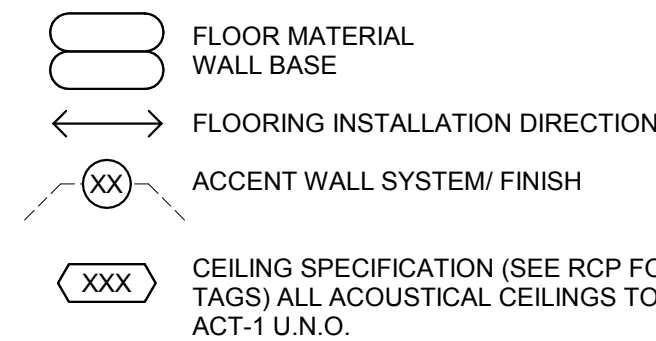 FLOOR MATERIAL
WALL BASE
FLOORING INSTALLATION DIRECTION
XX ACCENT WALL SYSTEM/ FINISH
XXX CEILING SPECIFICATION (SEE RCP FO
TAGS) ALL ACOUSTICAL CEILINGS TO
ACT-1 U.N.O.